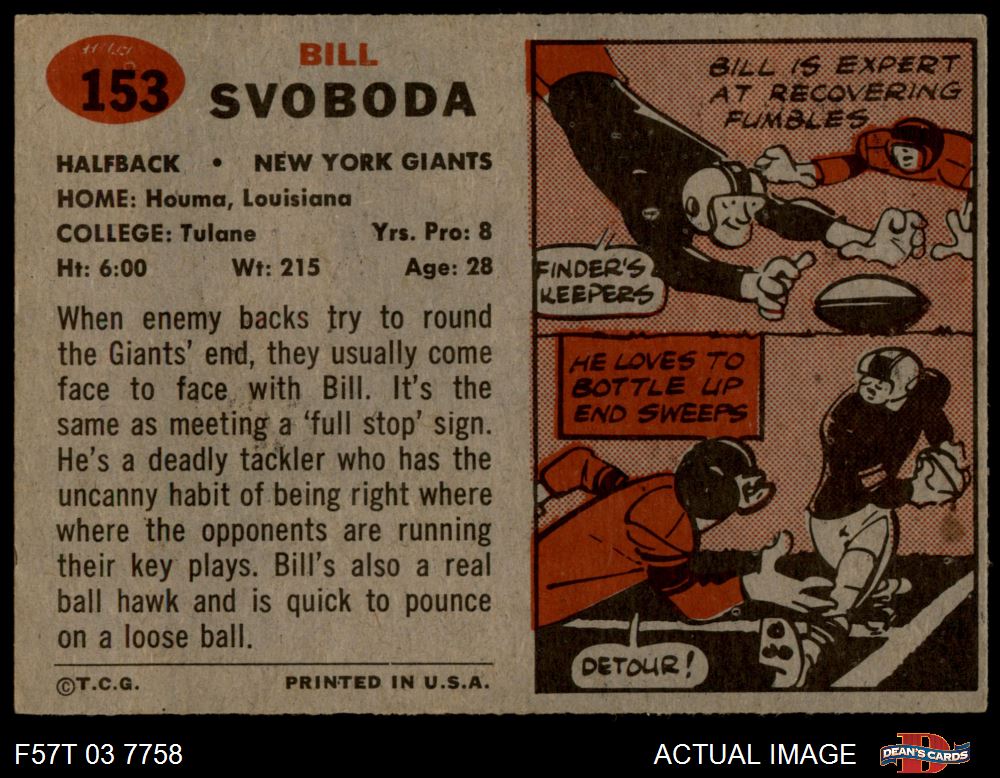 153
BILL
SVOBODA
HALFBACK • NEW YORK GIANTS
HOME: Houma, Louisiana
COLLEGE: Tulane Yrs. Pro: 8
Ht: 6:00 Wt: 215 Age: 28
When enemy backs try to round
the Giants' end, they usually come
face to face with Bill. It's the
same as meeting a 'full stop' sign.
He's a deadly tackler who has the
uncanny habit of being right where
where the opponents are running
their key plays. Bill's also a real
ball hawk and is quick to pounce
on a loose ball.
©T.C.G. PRINTED IN U.S.A.
BILL IS EXPERT
AT RECOVERING
FUMBLES
FINDER'S
KEEPERS
HE LOVES TO
BOTTLE UP
END SWEEPS
DETOUR!
F57T 03 7758
ACTUAL IMAGE
DEAN'S CARDS